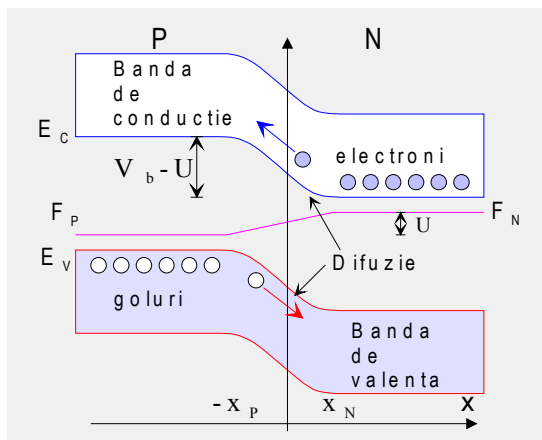 P N
Banda
de
conductie
E C
V b - U
electroni
F P
F N
U
E V
Difuzie
goluri
Banda
de
valenta
- x P
x N
x